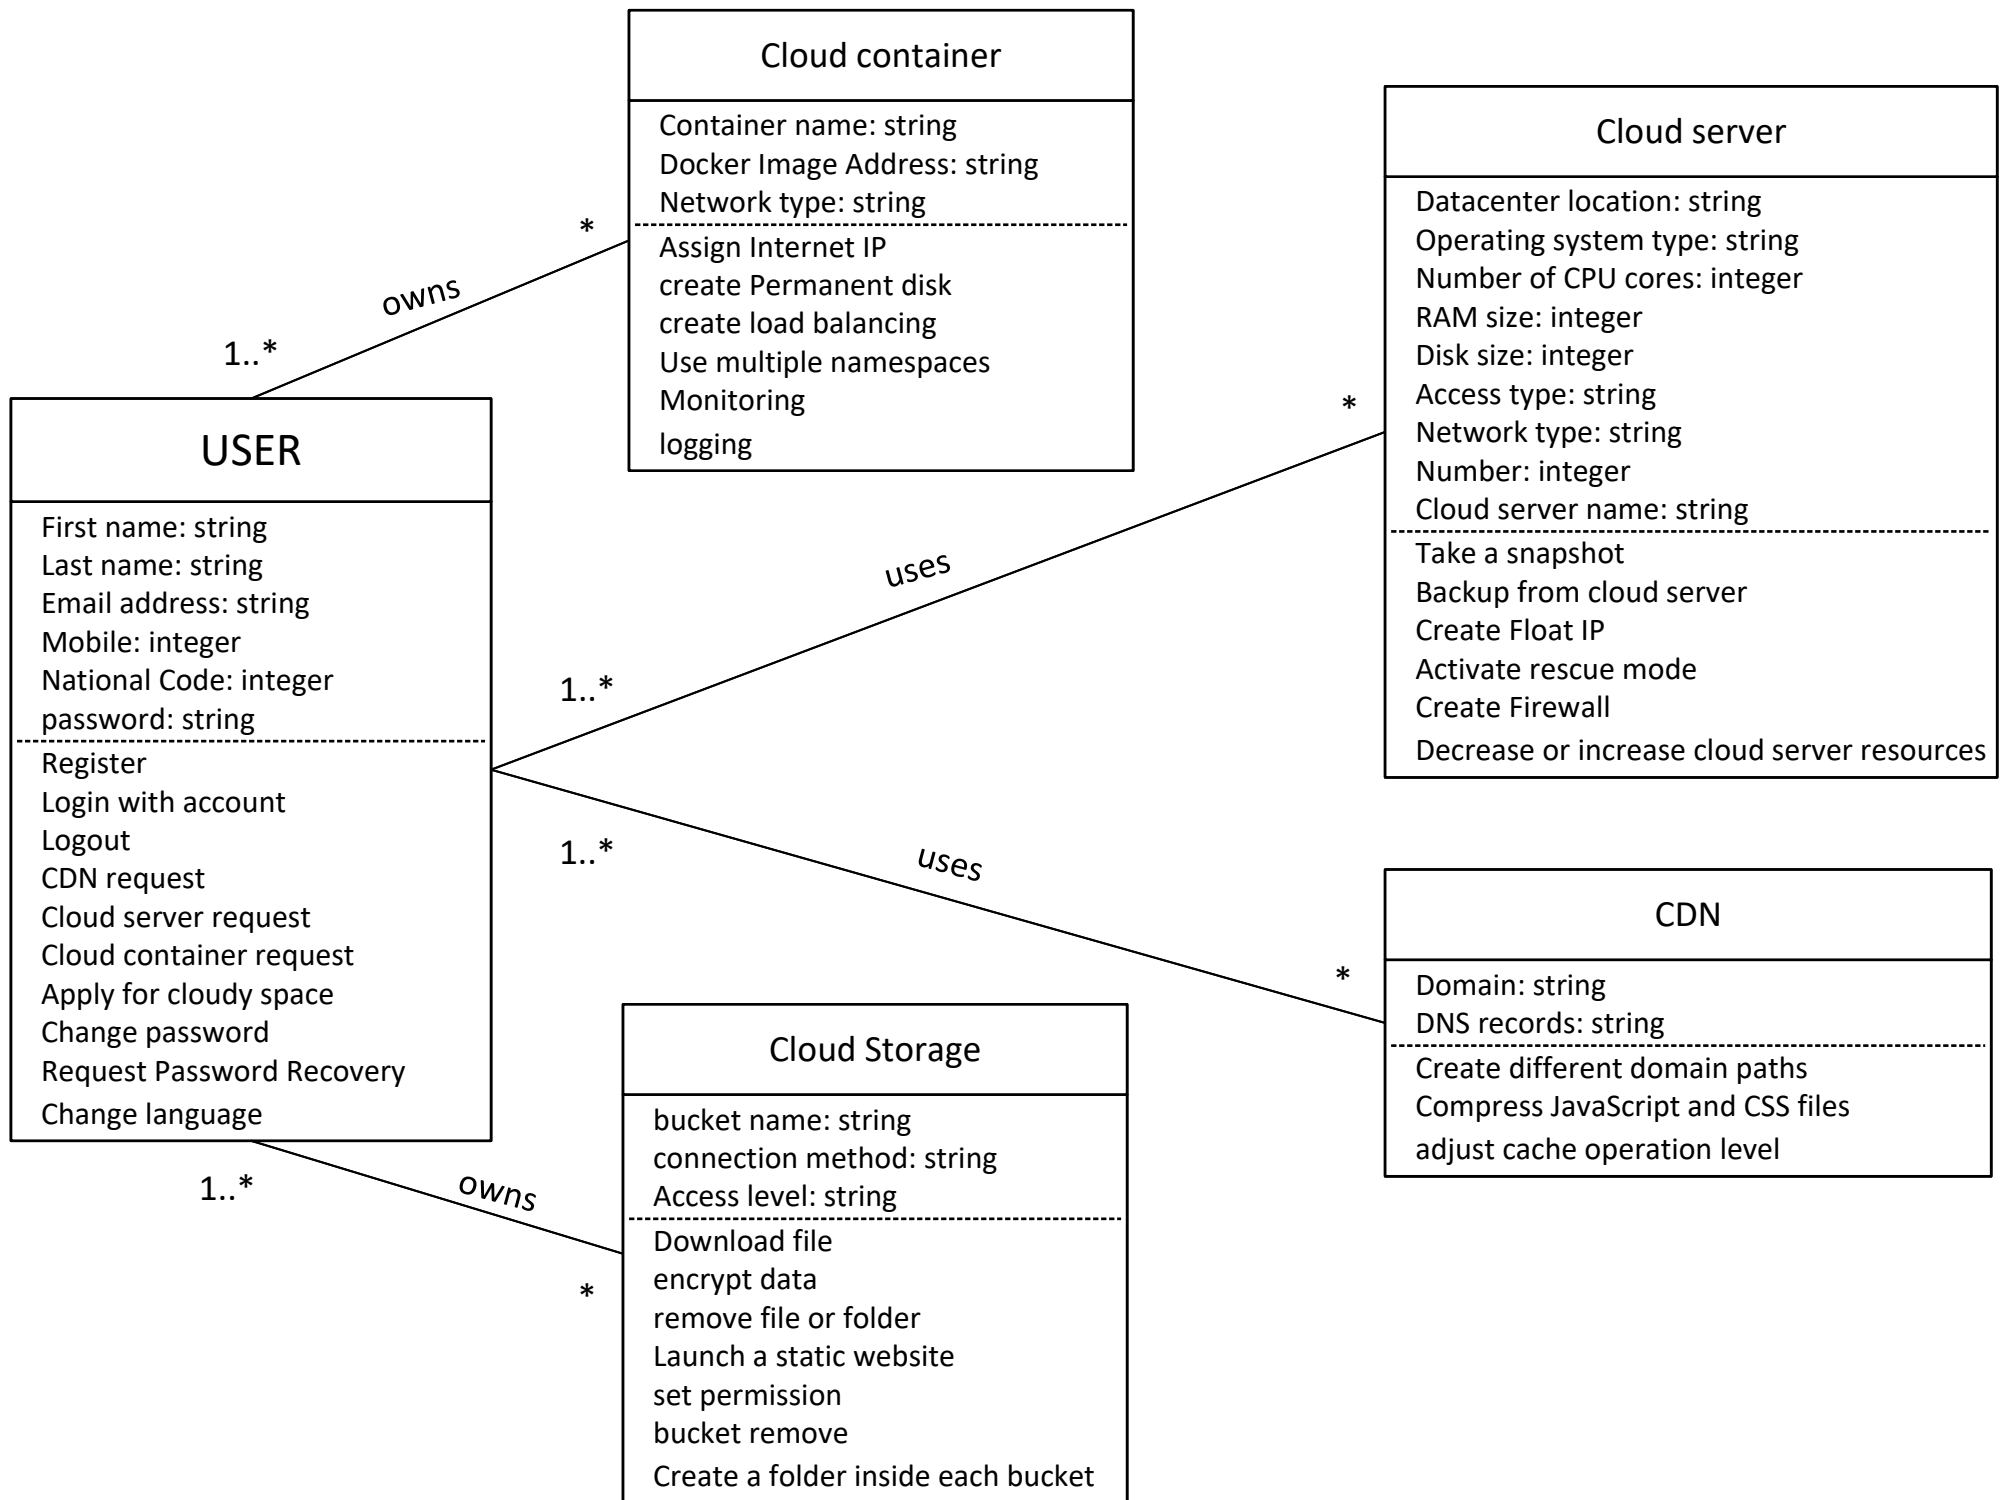 Cloud container
Container name: string
Docker Image Address: string
Network type: string
Assign Internet IP
create Permanent disk
create load balancing
Use multiple namespaces
Monitoring
logging
Cloud server
Datacenter location: string
Operating system type: string
Number of CPU cores: integer
RAM size: integer
Disk size: integer
Access type: string
Network type: string
Number: integer
Cloud server name: string
Take a snapshot
Backup from cloud server
Create Float IP
Activate rescue mode
Create Firewall
Decrease or increase cloud server resources
*
owns
1..*
USER
First name: string
Last name: string
Email address: string
Mobile: integer
National Code: integer
password: string
Register
Login with account
Logout
CDN request
Cloud server request
Cloud container request
Apply for cloudy space
Change password
Request Password Recovery
Change language
*
uses
1..*
1..*
uses
*
CDN
Domain: string
DNS records: string
Create different domain paths
Compress JavaScript and CSS files
adjust cache operation level
1..*
owns
*
Cloud Storage
bucket name: string
connection method: string
Access level: string
Download file
encrypt data
remove file or folder
Launch a static website
set permission
bucket remove
Create a folder inside each bucket